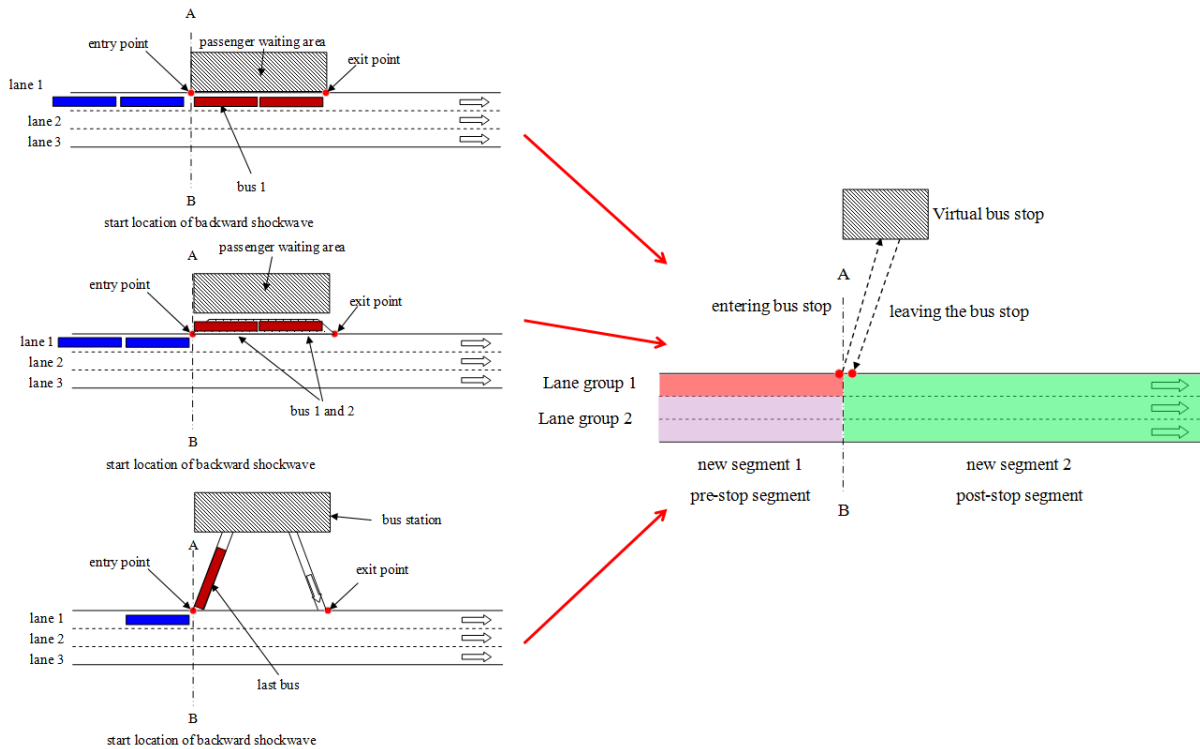 A
entry point
passenger waiting area
exit point
lane 1
lane 2
lane 3
bus 1
B
start location of backward shockwave
A
passenger waiting area
entry point
exit point
lane 1
lane 2
lane 3
bus 1 and 2
B
start location of backward shockwave
bus station
A
entry point
exit point
lane 1
lane 2
lane 3
last bus
B
start location of backward shockwave
Virtual bus stop
A
entering bus stop
leaving the bus stop
Lane group 1
Lane group 2
new segment 1
new segment 2
pre-stop segment
post-stop segment
B